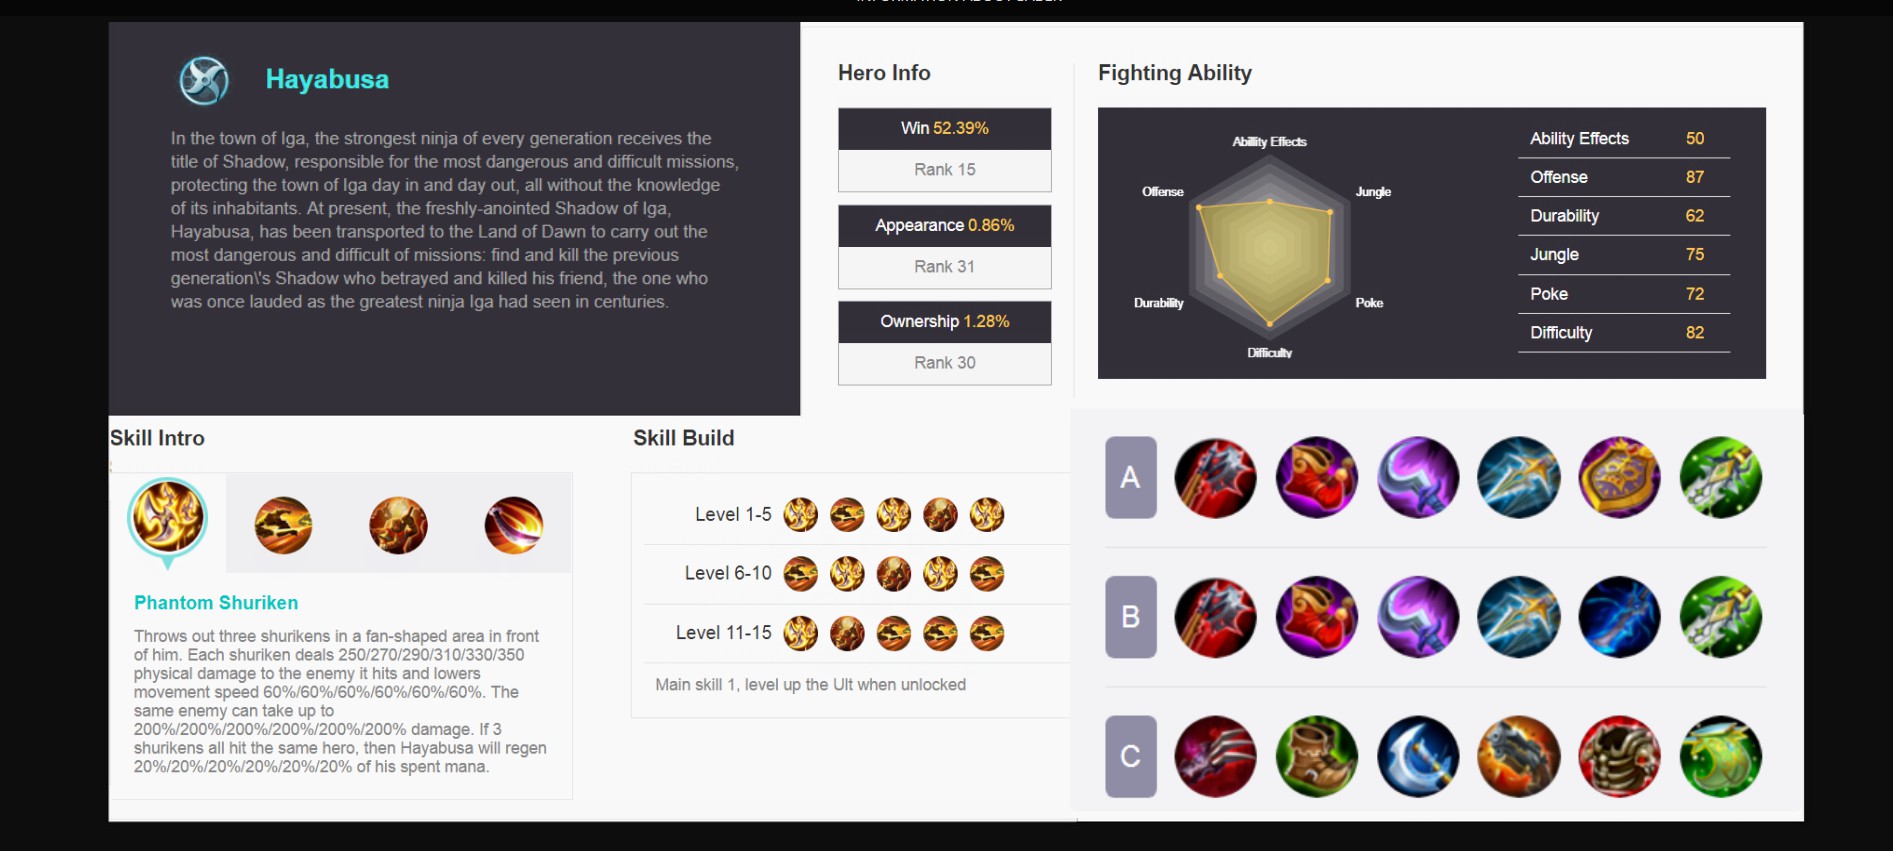 INFORMATION ABOUT SABER
Hayabusa
In the town of Iga, the strongest ninja of every generation receives the
title of Shadow, responsible for the most dangerous and difficult missions,
protecting the town of Iga day in and day out, all without the knowledge
of its inhabitants. At present, the freshly-anointed Shadow of Iga,
Hayabusa, has been transported to the Land of Dawn to carry out the
most dangerous and difficult of missions: find and kill the previous
generation\'s Shadow who betrayed and killed his friend, the one who
was once lauded as the greatest ninja Iga had seen in centuries.
Hero Info
Win 52.39%
Rank 15
Appearance 0.86%
Rank 31
Ownership 1.28%
Rank 30
Fighting Ability
Abillity Effects
Offense
Jungle
Durability
Poke
Difficulty
Ability Effects 50
Offense 87
Durability 62
Jungle 75
Poke 72
Difficulty 82
Skill Intro
Phantom Shuriken
Throws out three shurikens in a fan-shaped area in front
of him. Each shuriken deals 250/270/290/310/330/350
physical damage to the enemy it hits and lowers
movement speed 60%/60%/60%/60%/60%/60%. The
same enemy can take up to
200%/200%/200%/200%/200%/200% damage. If 3
shurikens all hit the same hero, then Hayabusa will regen
20%/20%/20%/20%/20%/20% of his spent mana.
Skill Build
Level 1-5
Level 6-10
Level 11-15
Main skill 1, level up the Ult when unlocked
A
B
C